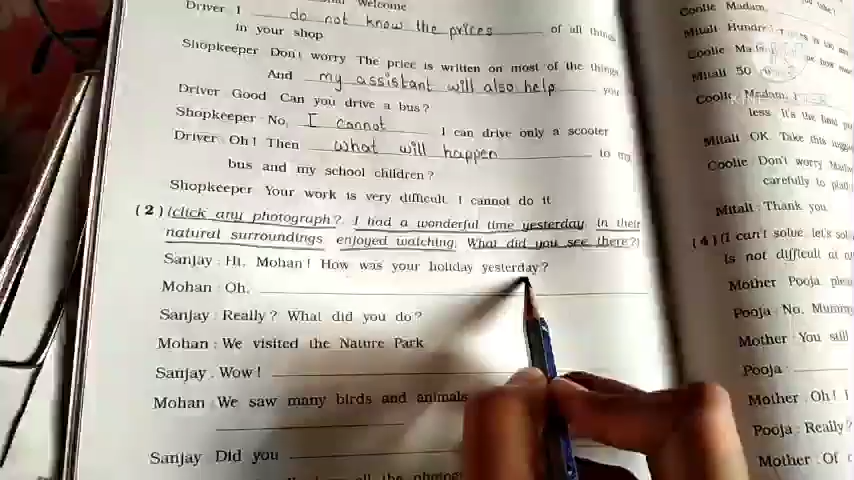 Welcome
Driver I do not know the prices of all things
in your shop
Shopkeeper Don't worry The price is written on most of the things
And my assistant will also help you
Driver Good Can you drive a bus?
Shopkeeper No, I cannot I can drive only a scooter
Driver : Oh! Then what will happen to my
bus and my school children?
Shopkeeper Your work is very difficult I cannot do it
(2) (click any photograph?, I had a wonderful time yesterday in their
natural surroundings enjoyed watching, What did you see there?)
Sanjay : Hi, Mohan! How was your holiday yesterday?
Mohan : Oh,
Sanjay : Really? What did you do?
Mohan : We visited the Nature Park
Sanjay . Wow!
Mohan : We saw many birds and animals
Sanjay Did you
Coolie Madam,
Mitali Hundr
Coolie Ma
Mitali 50
Coolie Madam,
less it's the
Mitali OK. Take this
Coolie Don't worry
carefully to
Mitali : Thank you
(4) (I can't solve, let's
is not difficult at
Mother Pooja
Pooja : No, Mummy
Mother : You still
Pooja :
Mother : Oh! I
Pooja : Really?
Mother : Of